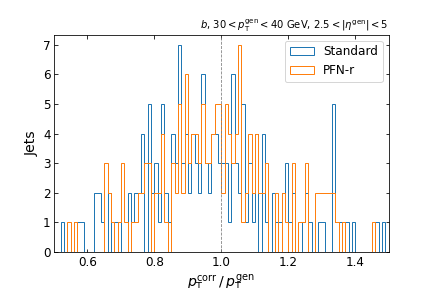 b, 30 < p_T^gen < 40 GeV, 2.5 < |η^gen| < 5
Standard
PFN-r
Jets
7
6
5
4
3
2
1
0
0.6 0.8 1.0 1.2 1.4
p_T^corr / p_T^gen